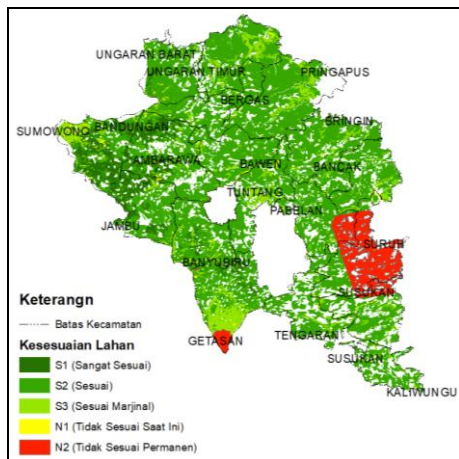 UNGARAN BARAT
UNGARAN TIMUR
PRINGAPUS
BERGAS
SUMOWONO
BANDUNGAN
BRINGIN
AMBARAWA
BAWEN
BANCAK
TUNTANG
PABELAN
JAMBU
SURUH
BANYUBIRU
SUSUKAN
GETASAN
TENGARAN
SUSUKAN
KALIWUNGU
Keterangn
Batas Kecamatan
Kesesuaian Lahan
S1 (Sangat Sesuai)
S2 (Sesuai)
S3 (Sesuai Marjinal)
N1 (Tidak Sesuai Saat Ini)
N2 (Tidak Sesuai Permanen)